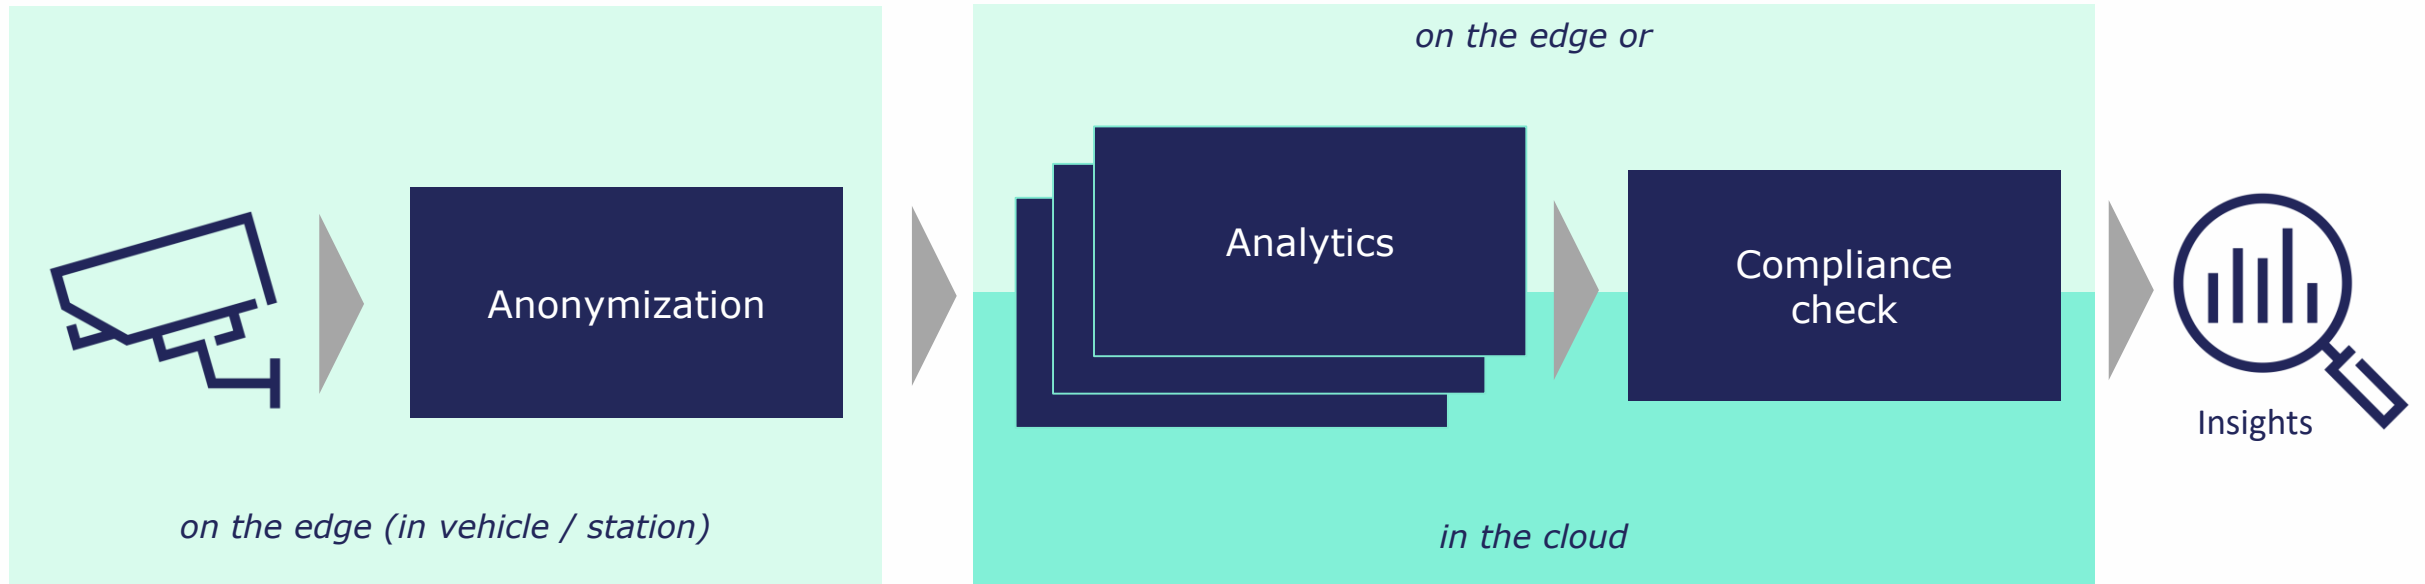 on the edge or
Anonymization
on the edge (in vehicle / station)
Analytics
Compliance
check
in the cloud
Insights